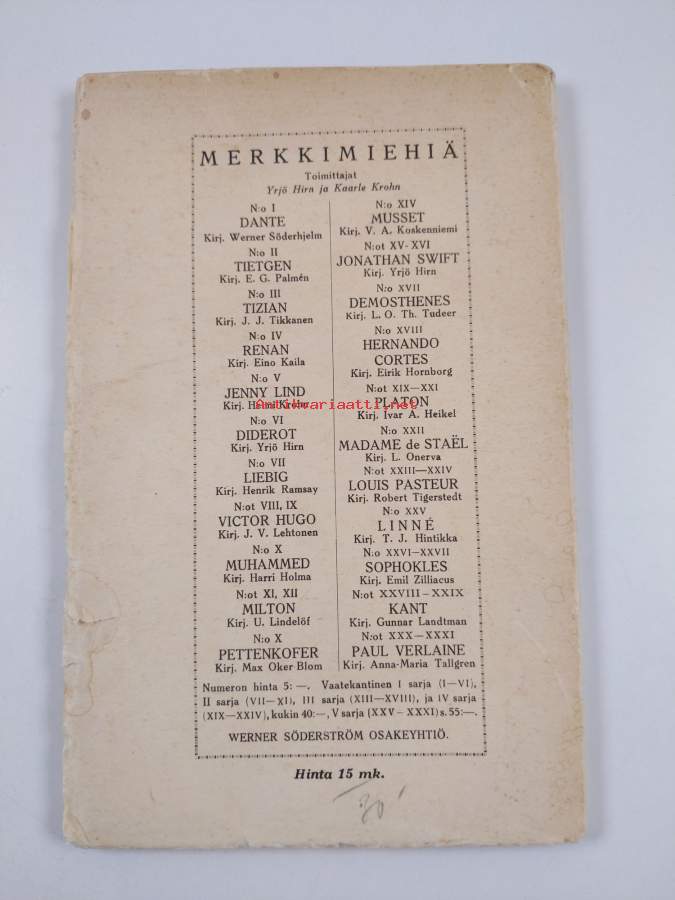 MERKKIMIEHIÄ
Toimittajat
Yrjö Hirn ja Kaarle Krohn
N:o I
DANTE
Kirj. Werner Söderhjelm
N:o II
TIETGEN
Kirj. E. G. Palmén
N:o III
TIZIAN
Kirj. J. J. Tikkanen
N:o IV
RENAN
Kirj. Eino Kaila
N:o V
JENNY LIND
Kirj. Helmi Krohn
N:o VI
DIDEROT
Kirj. Yrjö Hirn
N:o VII
LIEBIG
Kirj. Henrik Ramsay
N:ot VIII, IX
VICTOR HUGO
Kirj. J. V. Lehtonen
N:o X
MUHAMMED
Kirj. Harri Holma
N:ot XI, XII
MILTON
Kirj. U. Lindelöf
N:o X
PETTENKOFER
Kirj. Max Oker Blom
N:o XIV
MUSSET
Kirj. V. A. Koskenniemi
N:ot XV-XVI
JONATHAN SWIFT
Kirj. Yrjö Hirn
N:o XVII
DEMOSTHENES
Kirj. L. O. Th. Tudeer
N:o XVIII
HERNANDO
CORTES
Kirj. Eirik Hornborg
N:ot XIX—XXI
PLATON
Kirj. Ivar A. Heikel
N:o XXII
MADAME de STAËL
Kirj. L. Onerva
N:ot XXIII—XXIV
LOUIS PASTEUR
Kirj. Robert Tigerstedt
N:o XXV
LINNÉ
Kirj. T. J. Hintikka
N:o XXVI—XXVII
SOPHOKLES
Kirj. Emil Zilliacus
N:ot XXVIII–XXIX
KANT
Kirj. Gunnar Landtman
N:ot XXX—XXXI
PAUL VERLAINE
Kirj. Anna-Maria Tallgren
Antikvariaatti.net
Numeron hinta 5: —. Vaatekantinen I sarja (I—VI),
II sarja (VII—XI), III sarja (XIII—XVIII), ja IV sarja
(XIX—XXIV), kukin 40:—, V sarja (XXV–XXXI) s. 55:—.
WERNER SÖDERSTRÖM OSAKEYHTIÖ.
Hinta 15 mk.
30